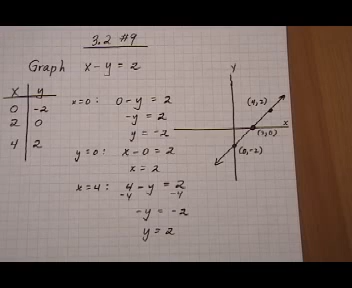 3.2 #9
Graph x - y = 2
x y
0 -2
2 0
4 2
x=0: 0 - y = 2
-y = 2
y = -2
y=0: x - 0 = 2
x = 2
x=4: 4 - y = 2
-4 -4
-y = -2
y = 2
y
(4,2)
x
(2,0)
(0,-2)